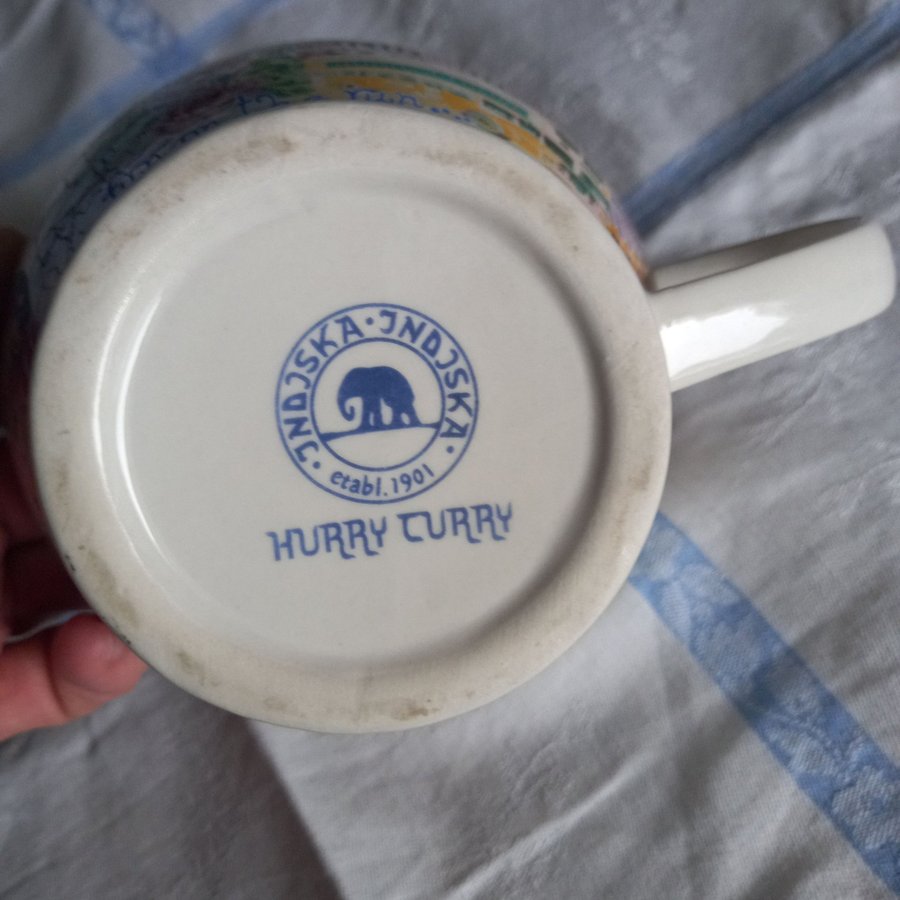 INDISKA · INDISKA ·
etabl. 1901
HURRY CURRY